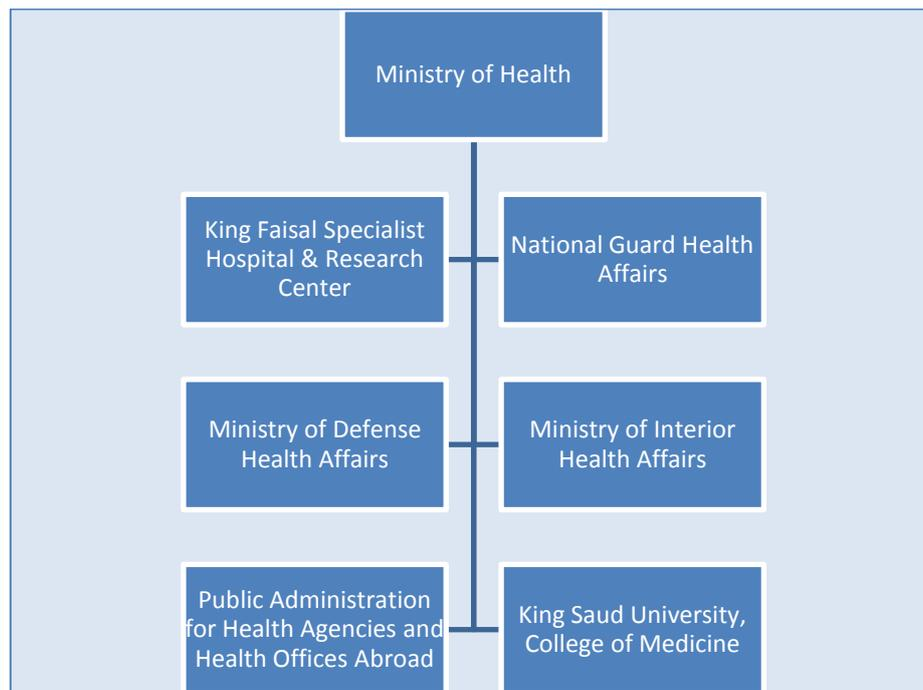 Ministry of Health
King Faisal Specialist
Hospital & Research
Center
National Guard Health
Affairs
Ministry of Defense
Health Affairs
Ministry of Interior
Health Affairs
Public Administration
for Health Agencies and
Health Offices Abroad
King Saud University,
College of Medicine